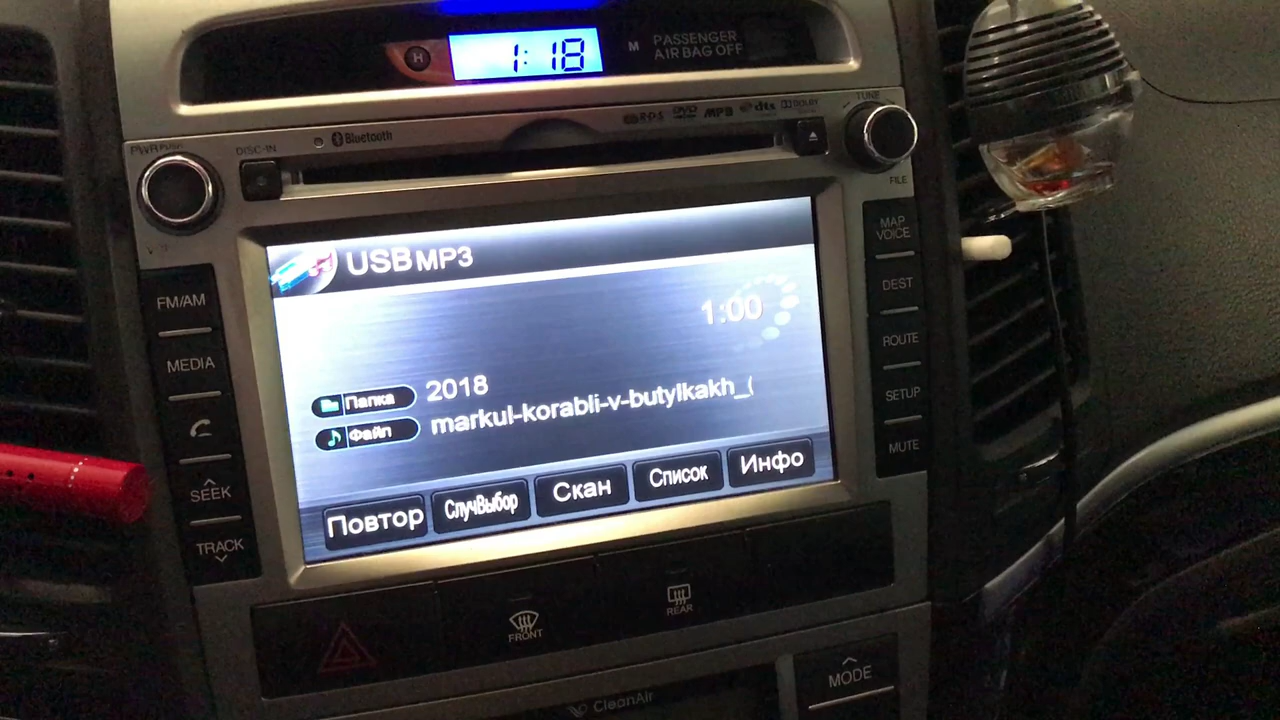 H
1:18
M PASSENGER
AIR BAG OFF
R·D·S DVD MP3 dts DOLBY
TUNE
DISC-IN
Bluetooth
FILE
USB MP3
1:00
Папка 2018
Файл markul-korabli-v-butylkakh_(
Повтор СлучВыбор Скан Список Инфо
FM/AM
MEDIA
SEEK
TRACK
MAP
VOICE
DEST
ROUTE
SETUP
MUTE
FRONT
REAR
MODE
CleanAir